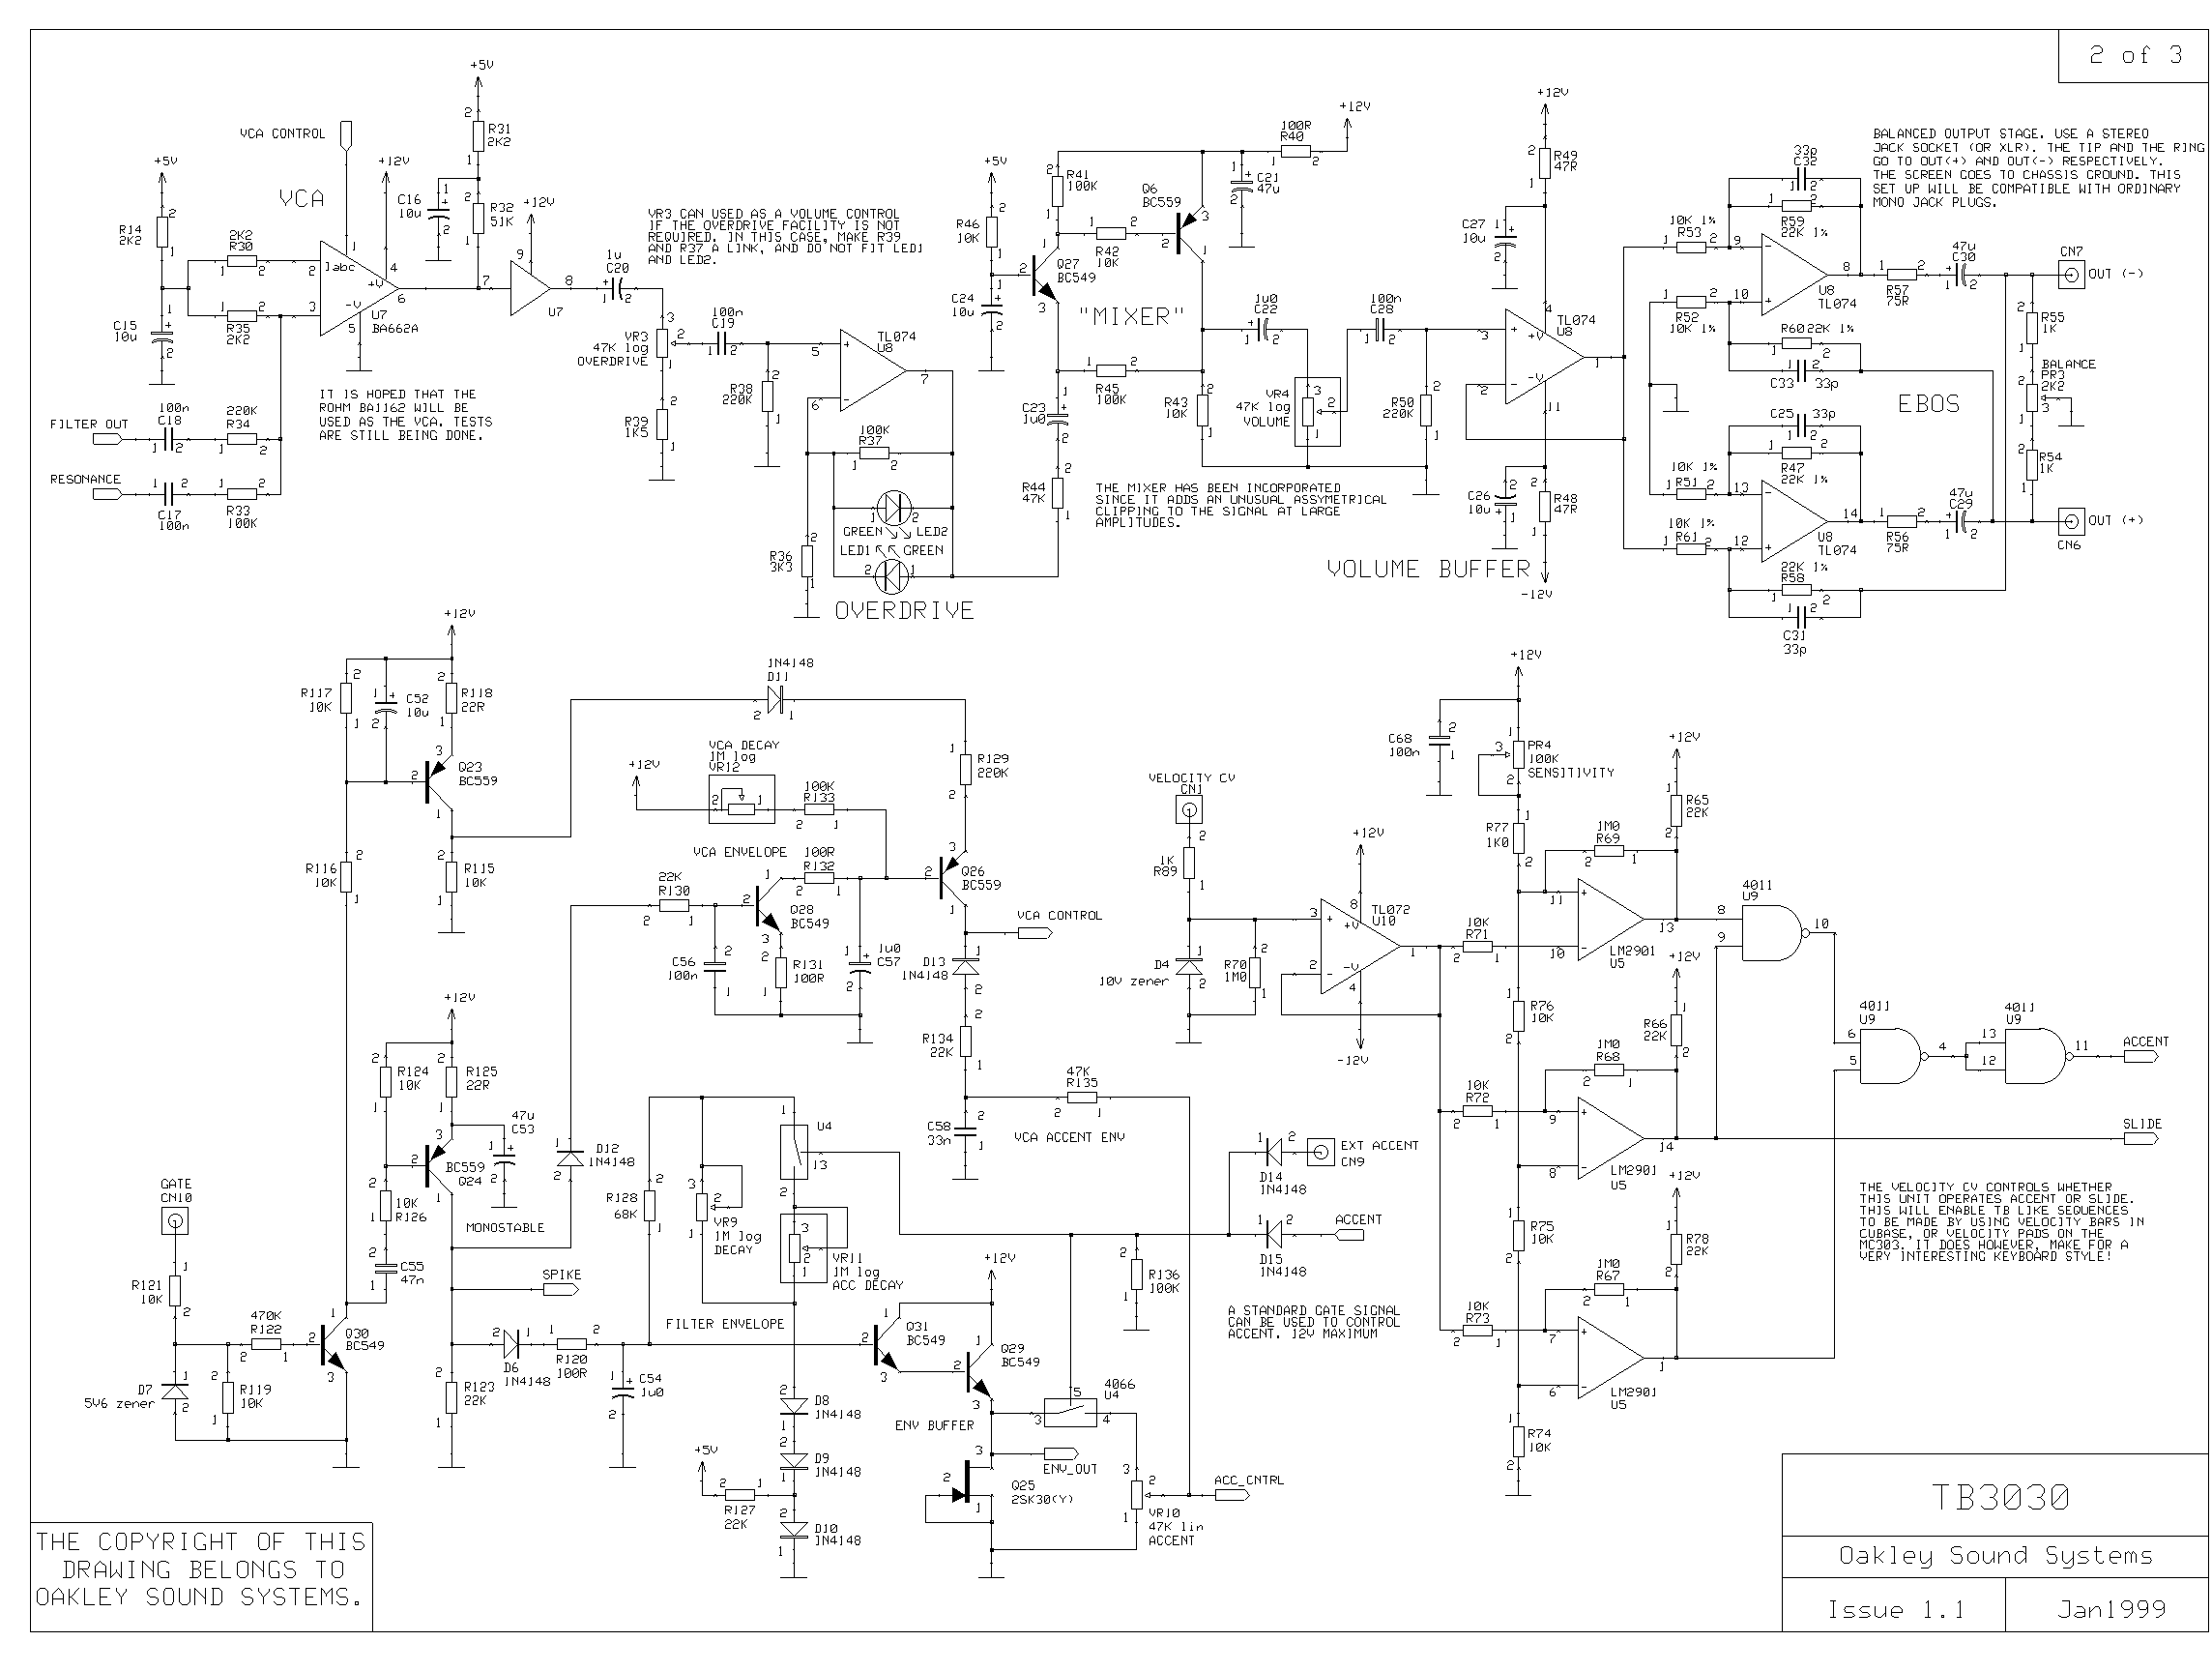 2 of 3
+5V
VCA CONTROL
+5V
+12V
VCA
R31
2K2
C16
10u
R32
51K
+12V
R14
2K2
2K2
R30
Iabc
+V
-V
U7
BA662A
C15
10u
R35
2K2
U7
1u
C20
VR3 CAN USED AS A VOLUME CONTROL
IF THE OVERDRIVE FACILITY IS NOT
REQUIRED. IN THIS CASE, MAKE R39
AND R37 A LINK, AND DO NOT FIT LED1
AND LED2.
VR3
47K log
OVERDRIVE
100n
C19
TL074
U8
R38
220K
R39
1K5
IT IS HOPED THAT THE
ROHM BA1162 WILL BE
USED AS THE VCA. TESTS
ARE STILL BEING DONE.
FILTER OUT
100n
C18
220K
R34
RESONANCE
C17
100n
R33
100K
100K
R37
GREEN LED2
LED1 GREEN
R36
3K3
OVERDRIVE
+5V
R46
10K
R41
100K
Q6
BC559
100R
R40
+12V
C21
47u
R42
10K
Q27
BC549
C24
10u
"MIXER"
1u0
C22
100n
C28
C23
1u0
R45
100K
R43
10K
VR4
47K log
VOLUME
R50
220K
R44
47K
THE MIXER HAS BEEN INCORPORATED
SINCE IT ADDS AN UNUSUAL ASSYMETRICAL
CLIPPING TO THE SIGNAL AT LARGE
AMPLITUDES.
+12V
R49
47R
C27
10u
TL074
U8
+V
-V
C26
10u
R48
47R
-12V
VOLUME BUFFER
33p
C32
R59
22K 1%
10K 1%
R53
R52
10K 1%
U8
TL074
R57
75R
47u
C30
CN7
OUT (-)
R60 22K 1%
C33 33p
C25 33p
R55
1K
BALANCE
PR3
2K2
EBOS
R54
1K
10K 1%
R51
R47
22K 1%
10K 1%
R61
U8
TL074
R56
75R
47u
C29
OUT (+)
CN6
22K 1%
R58
C31
33p
BALANCED OUTPUT STAGE. USE A STEREO
JACK SOCKET (OR XLR). THE TIP AND THE RING
GO TO OUT(+) AND OUT(-) RESPECTIVELY.
THE SCREEN GOES TO CHASSIS GROUND. THIS
SET UP WILL BE COMPATIBLE WITH ORDINARY
MONO JACK PLUGS.
+12V
R117
10K
C52
10u
R118
22R
Q23
BC559
R116
10K
R115
10K
1N4148
D11
VCA DECAY
1M log
VR12
+12V
100K
R133
R129
220K
VCA ENVELOPE
100R
R132
22K
R130
Q28
BC549
Q26
BC559
VCA CONTROL
C56
100n
R131
100R
1u0
C57
D13
1N4148
R134
22K
47K
R135
C58
33n
VCA ACCENT ENV
+12V
R124
10K
R125
22R
47u
C53
BC559
Q24
D12
1N4148
10K
R126
MONOSTABLE
C55
47n
GATE
CN10
R121
10K
470K
R122
Q30
BC549
D7
5V6 zener
R119
10K
SPIKE
D6
1N4148
R120
100R
R123
22K
C54
1u0
R128
68K
VR9
1M log
DECAY
U4
VR11
1M log
ACC DECAY
FILTER ENVELOPE
D8
1N4148
D9
1N4148
+5V
R127
22K
D10
1N4148
Q31
BC549
+12V
Q29
BC549
ENV BUFFER
4066
U4
ENV_OUT
Q25
2SK30(Y)
VR10
47K lin
ACCENT
ACC_CNTRL
D14
1N4148
EXT ACCENT
CN9
ACCENT
D15
1N4148
R136
100K
A STANDARD GATE SIGNAL
CAN BE USED TO CONTROL
ACCENT. 12V MAXIMUM
VELOCITY CV
CN1
1K
R89
D4
10V zener
R70
1M0
+12V
TL072
U10
+V
-V
-12V
+12V
C68
100n
PR4
100K
SENSITIVITY
R77
1K0
1M0
R69
+12V
R65
22K
10K
R71
LM2901
U5
4011
U9
+12V
R76
10K
R66
22K
1M0
R68
10K
R72
LM2901
U5
4011
U9
4011
U9
ACCENT
SLIDE
+12V
R75
10K
R78
22K
1M0
R67
10K
R73
LM2901
U5
R74
10K
THE VELOCITY CV CONTROLS WHETHER
THIS UNIT OPERATES ACCENT OR SLIDE.
THIS WILL ENABLE TB LIKE SEQUENCES
TO BE MADE BY USING VELOCITY BARS IN
CUBASE, OR VELOCITY PADS ON THE
MC303. IT DOES HOWEVER, MAKE FOR A
VERY INTERESTING KEYBOARD STYLE!
THE COPYRIGHT OF THIS
DRAWING BELONGS TO
OAKLEY SOUND SYSTEMS.
TB3030
Oakley Sound Systems
Issue 1.1
Jan1999